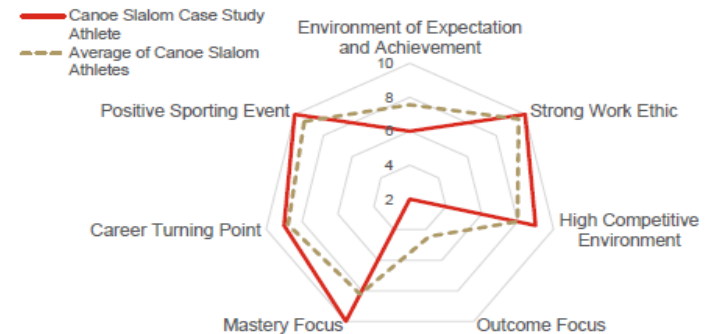 Canoe Slalom Case Study
Athlete
Average of Canoe Slalom
Athletes
Environment of Expectation
and Achievement
10
8
6
4
2
Positive Sporting Event
Strong Work Ethic
Career Turning Point
High Competitive
Environment
Mastery Focus
Outcome Focus